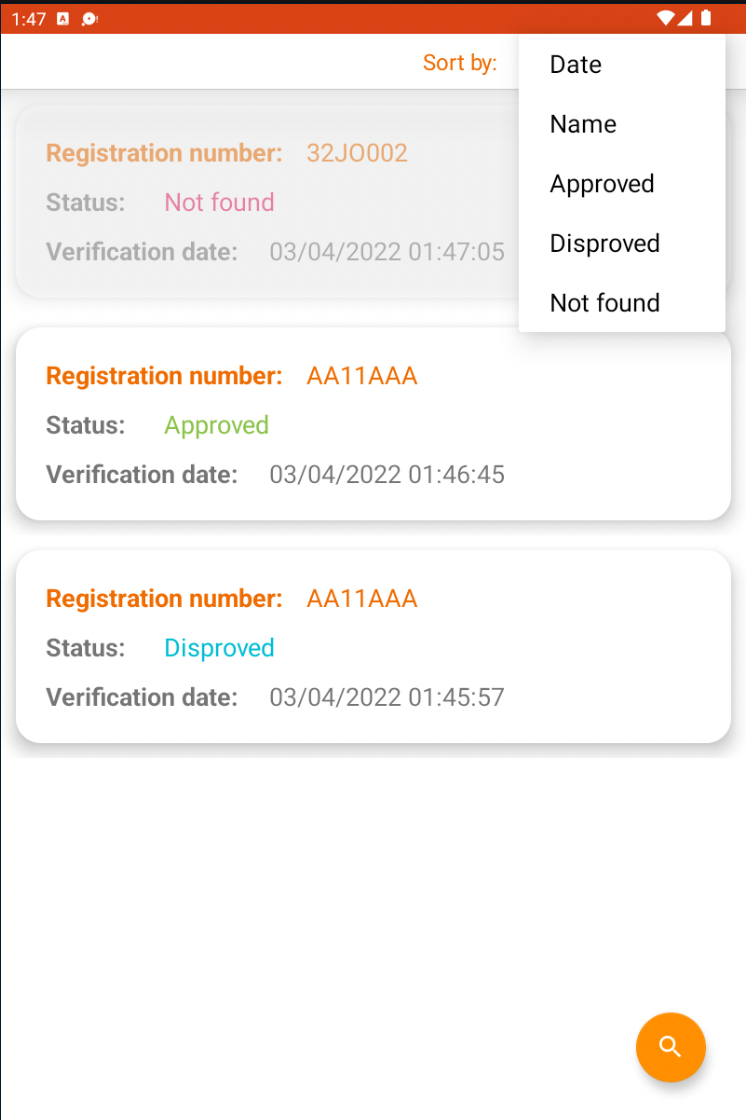 1:47
Sort by:
Date
Name
Approved
Disproved
Not found
Registration number: 32JO002
Status: Not found
Verification date: 03/04/2022 01:47:05
Registration number: AA11AAA
Status: Approved
Verification date: 03/04/2022 01:46:45
Registration number: AA11AAA
Status: Disproved
Verification date: 03/04/2022 01:45:57